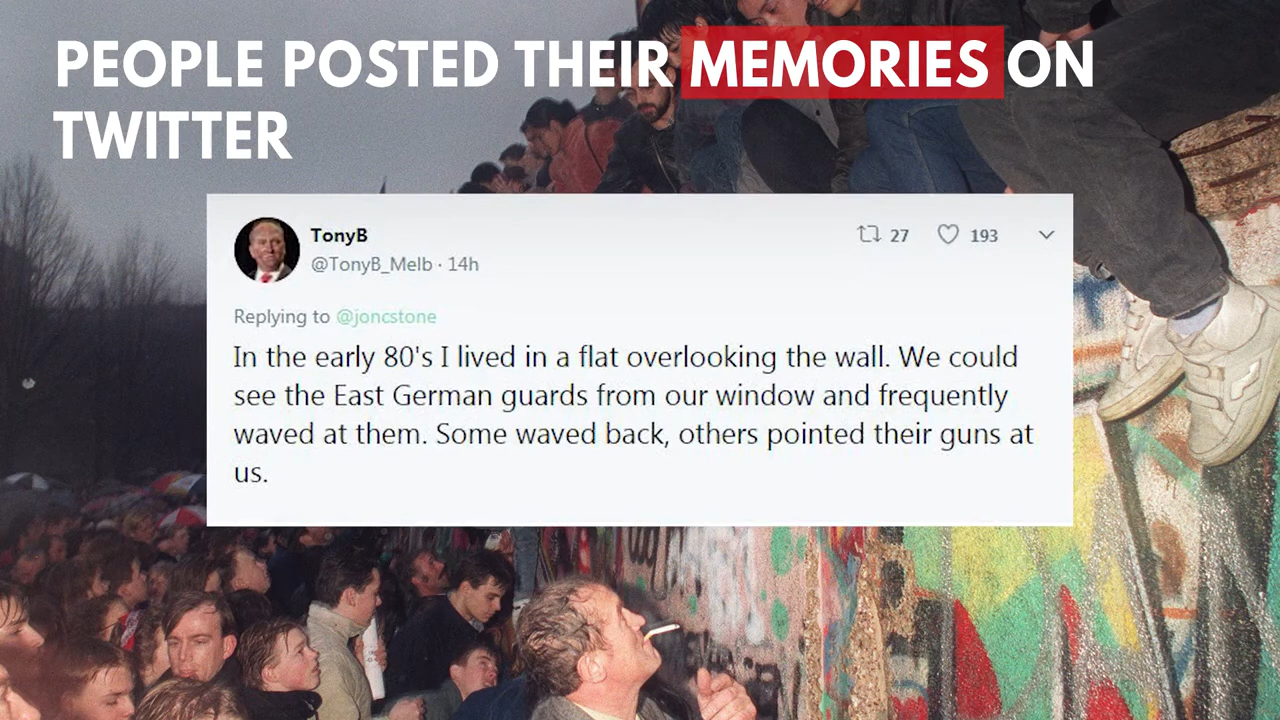 PEOPLE POSTED THEIR MEMORIES ON
TWITTER
TonyB
27
193
@TonyB_Melb · 14h
Replying to @joncstone
In the early 80's I lived in a flat overlooking the wall. We could
see the East German guards from our window and frequently
waved at them. Some waved back, others pointed their guns at
us.